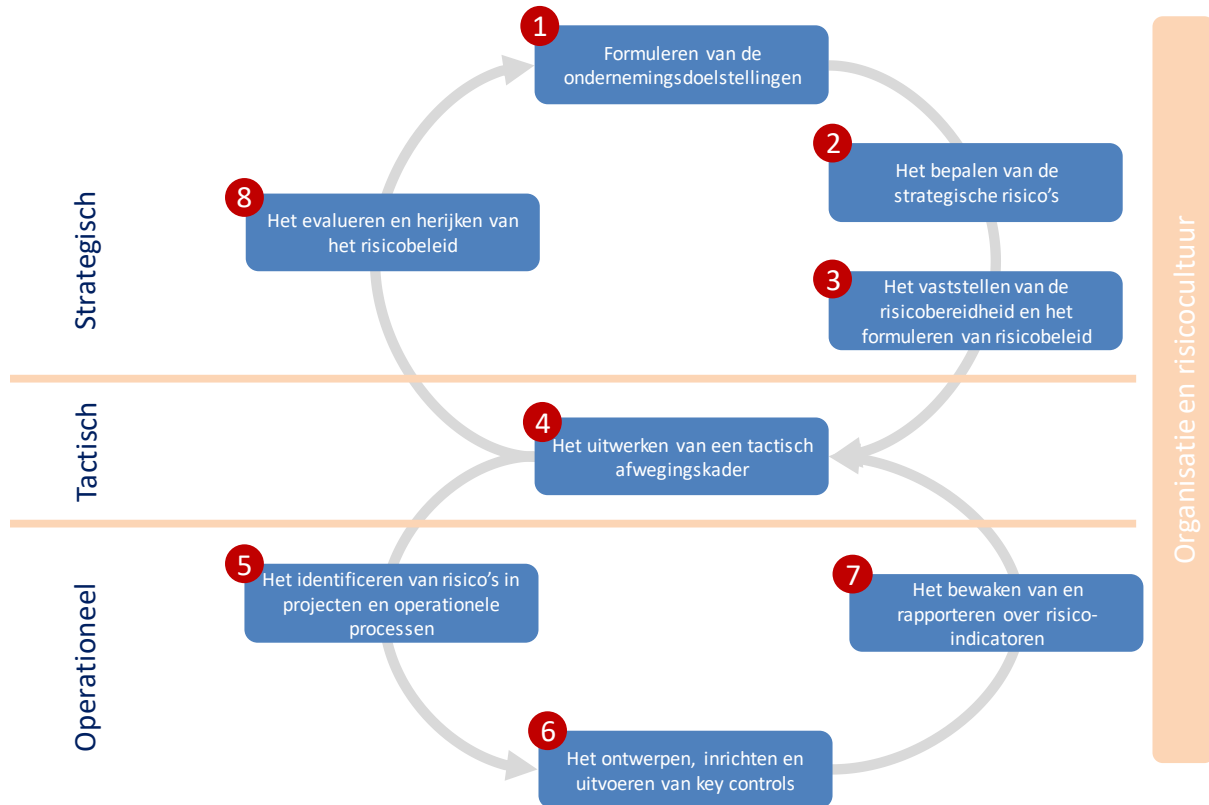 1
Formuleren van de
ondernemingsdoelstellingen
2
Het bepalen van de
strategische risico's
8
Het evalueren en herijken van
het risicobeleid
3
Het vaststellen van de
risicobereidheid en het
formuleren van risicobeleid
Strategisch
4
Het uitwerken van een tactisch
afwegingskader
Tactisch
5
Het identificeren van risico's in
projecten en operationele
processen
7
Het bewaken van en
rapporteren over risico-
indicatoren
6
Het ontwerpen, inrichten en
uitvoeren van key controls
Operationeel
Organisatie en risicocultuur